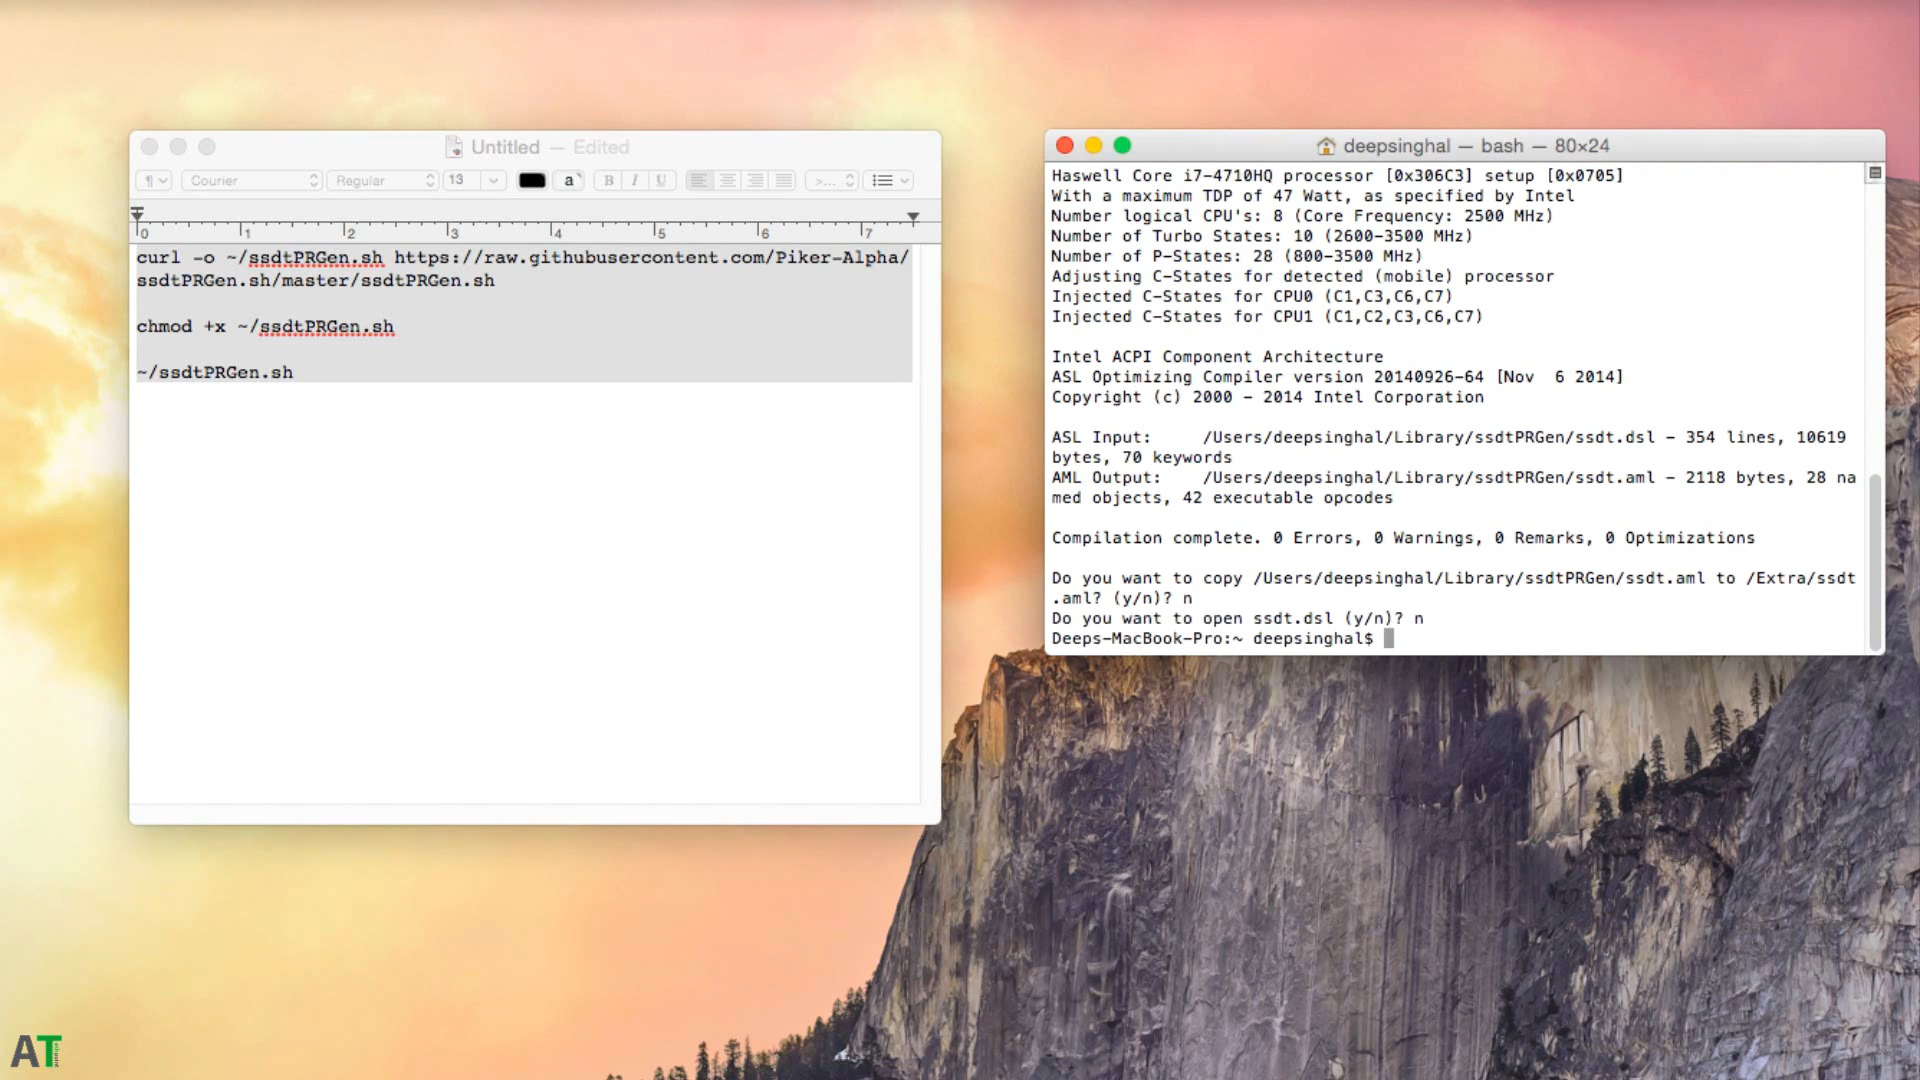 Untitled — Edited
Courier
Regular
13
a
B I U
>...
0 1 2 3 4 5 6 7
curl -o ~/ssdtPRGen.sh https://raw.githubusercontent.com/Piker-Alpha/
ssdtPRGen.sh/master/ssdtPRGen.sh
chmod +x ~/ssdtPRGen.sh
~/ssdtPRGen.sh
deepsinghal — bash — 80×24
Haswell Core i7-4710HQ processor [0x306C3] setup [0x0705]
With a maximum TDP of 47 Watt, as specified by Intel
Number logical CPU's: 8 (Core Frequency: 2500 MHz)
Number of Turbo States: 10 (2600-3500 MHz)
Number of P-States: 28 (800-3500 MHz)
Adjusting C-States for detected (mobile) processor
Injected C-States for CPU0 (C1,C3,C6,C7)
Injected C-States for CPU1 (C1,C2,C3,C6,C7)
Intel ACPI Component Architecture
ASL Optimizing Compiler version 20140926-64 [Nov  6 2014]
Copyright (c) 2000 - 2014 Intel Corporation
ASL Input:     /Users/deepsinghal/Library/ssdtPRGen/ssdt.dsl - 354 lines, 10619
bytes, 70 keywords
AML Output:    /Users/deepsinghal/Library/ssdtPRGen/ssdt.aml - 2118 bytes, 28 na
med objects, 42 executable opcodes
Compilation complete. 0 Errors, 0 Warnings, 0 Remarks, 0 Optimizations
Do you want to copy /Users/deepsinghal/Library/ssdtPRGen/ssdt.aml to /Extra/ssdt
.aml? (y/n)? n
Do you want to open ssdt.dsl (y/n)? n
Deeps-MacBook-Pro:~ deepsinghal$
AT